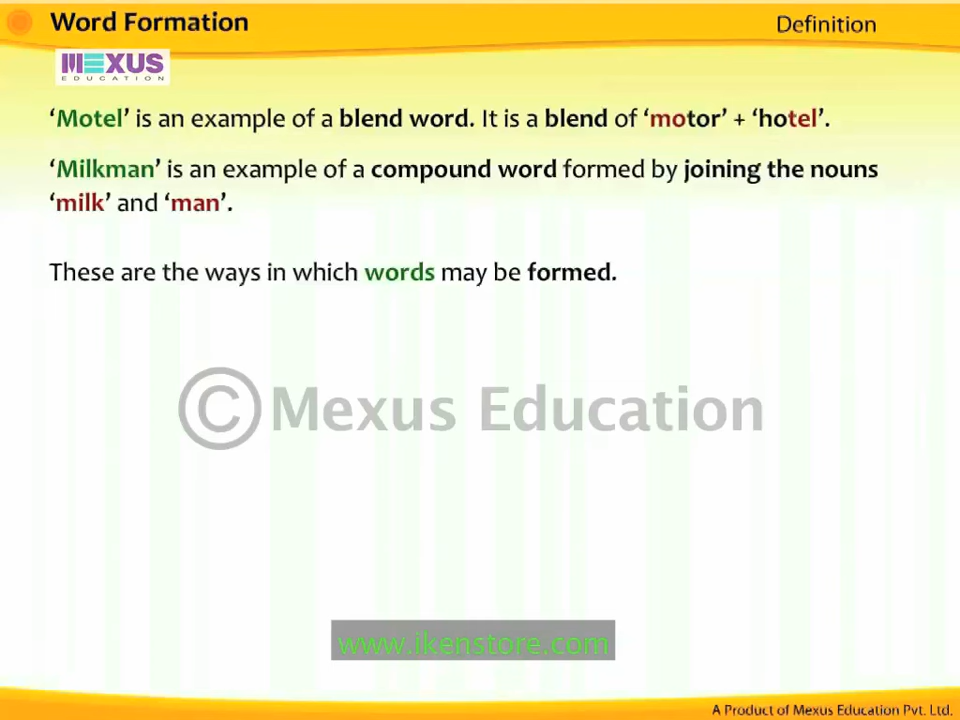 Word Formation
Definition
MEXUS
EDUCATION
‘Motel’ is an example of a blend word. It is a blend of ‘motor’ + ‘hotel’.
‘Milkman’ is an example of a compound word formed by joining the nouns
‘milk’ and ‘man’.
These are the ways in which words may be formed.
© Mexus Education
www.ikenstore.com
A Product of Mexus Education Pvt. Ltd.